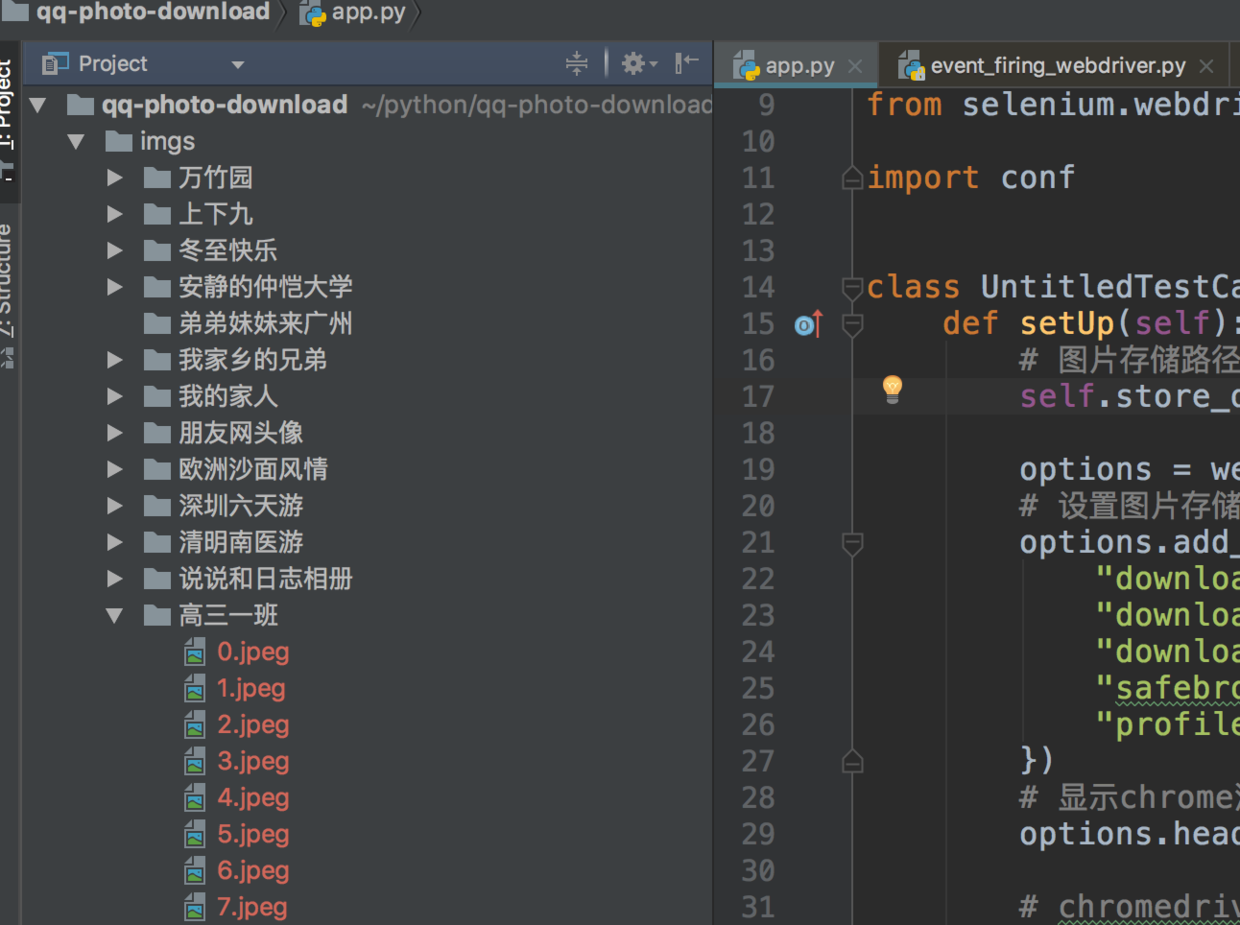 qq-photo-download app.py
1: Project
Z: Structure
Project
qq-photo-download ~/python/qq-photo-download
imgs
万竹园
上下九
冬至快乐
安静的仲恺大学
弟弟妹妹来广州
我家乡的兄弟
我的家人
朋友网头像
欧洲沙面风情
深圳六天游
清明南医游
说说和日志相册
高三一班
0.jpeg
1.jpeg
2.jpeg
3.jpeg
4.jpeg
5.jpeg
6.jpeg
7.jpeg
app.py event_firing_webdriver.py
9 from selenium.webdri
10
11 import conf
12
13
14 class UntitledTestCa
15 def setUp(self):
16 # 图片存储路径
17 self.store_
18
19 options = we
20 # 设置图片存储
21 options.add_
22 "downloa
23 "downloa
24 "downloa
25 "safebro
26 "profile
27 })
28 # 显示chrome
29 options.head
30
31 # chromedriv